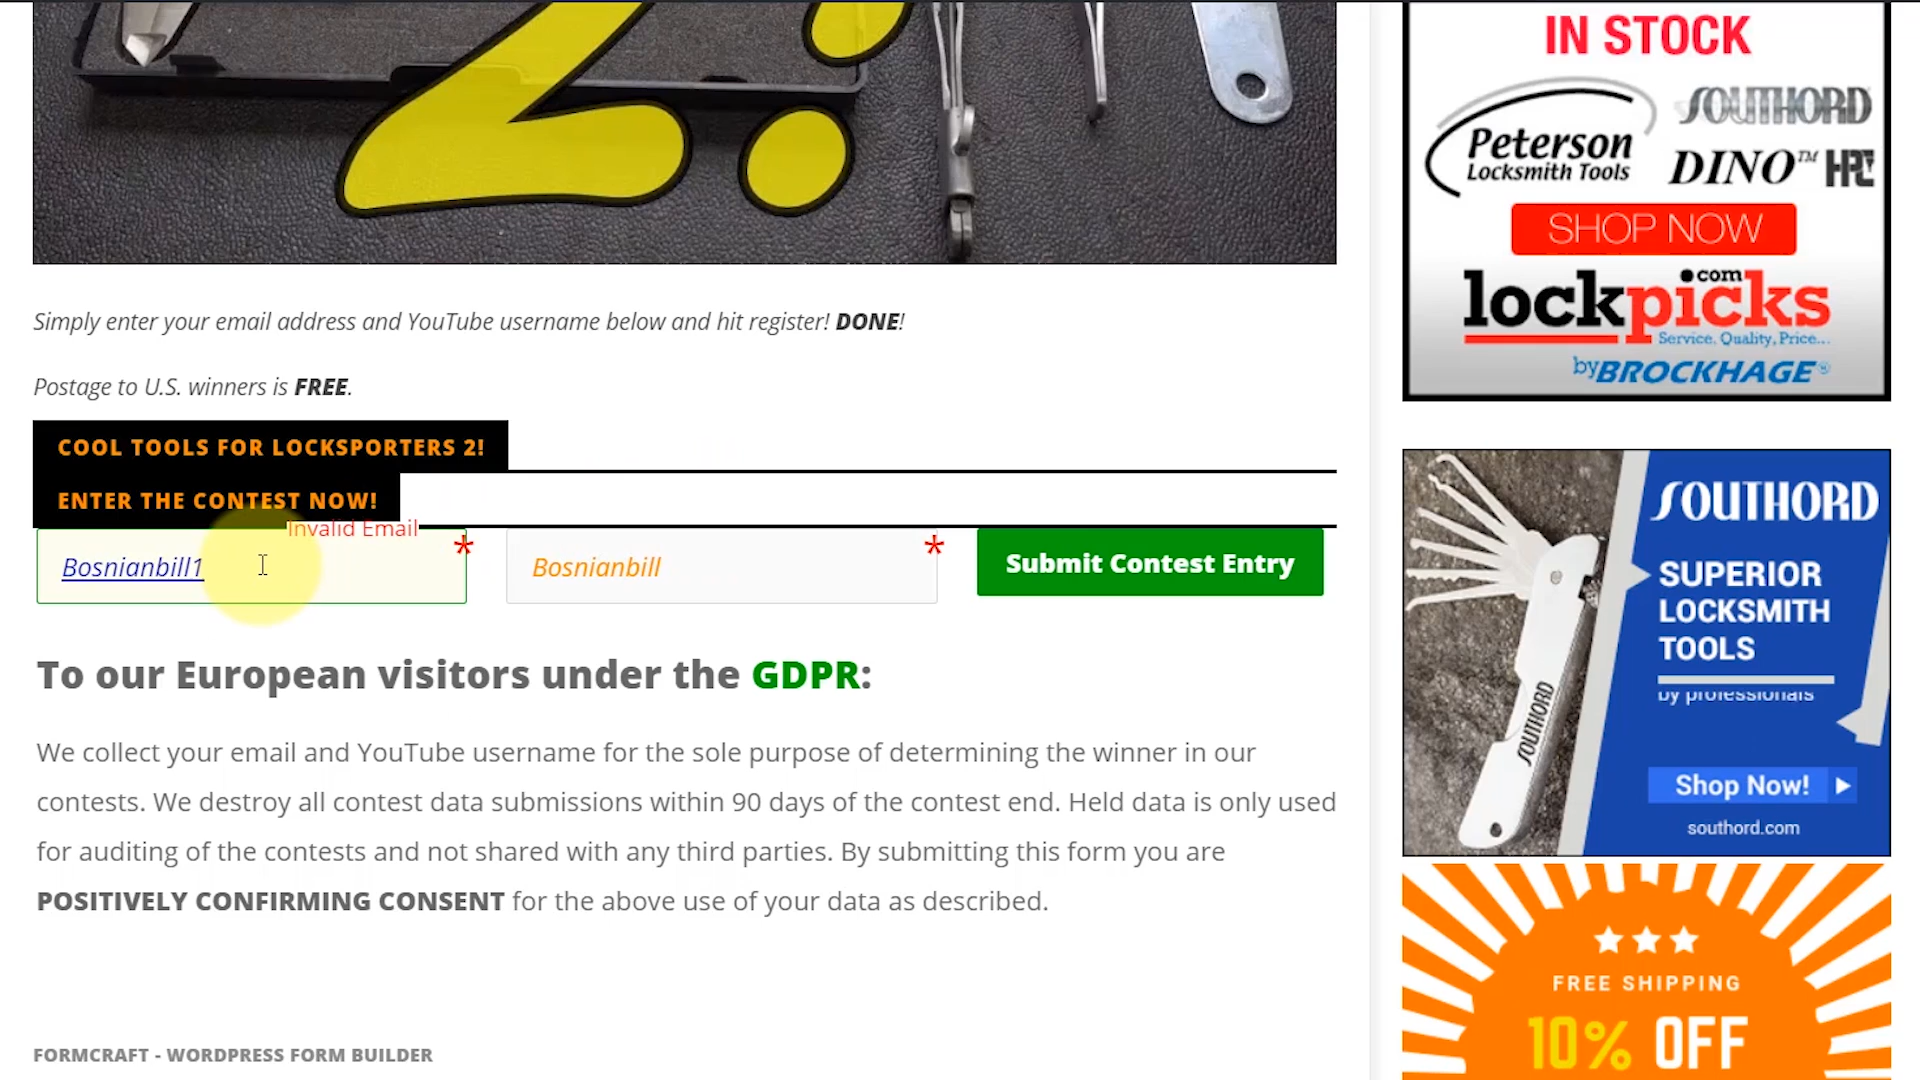 2!
Simply enter your email address and YouTube username below and hit register! DONE!
Postage to U.S. winners is FREE.
COOL TOOLS FOR LOCKSPORTERS 2!
ENTER THE CONTEST NOW!
Invalid Email
Bosnianbill1
*
Bosnianbill
*
Submit Contest Entry
To our European visitors under the GDPR:
We collect your email and YouTube username for the sole purpose of determining the winner in our
contests. We destroy all contest data submissions within 90 days of the contest end. Held data is only used
for auditing of the contests and not shared with any third parties. By submitting this form you are
POSITIVELY CONFIRMING CONSENT for the above use of your data as described.
FORMCRAFT - WORDPRESS FORM BUILDER
IN STOCK
Peterson
Locksmith Tools
SOUTHORD
DINO™ HPC
SHOP NOW
lockpicks.com
Service, Quality, Price...
by BROCKHAGE®
SOUTHORD
SUPERIOR
LOCKSMITH
TOOLS
by professionals
SOUTHORD
Shop Now!
southord.com
FREE SHIPPING
10% OFF